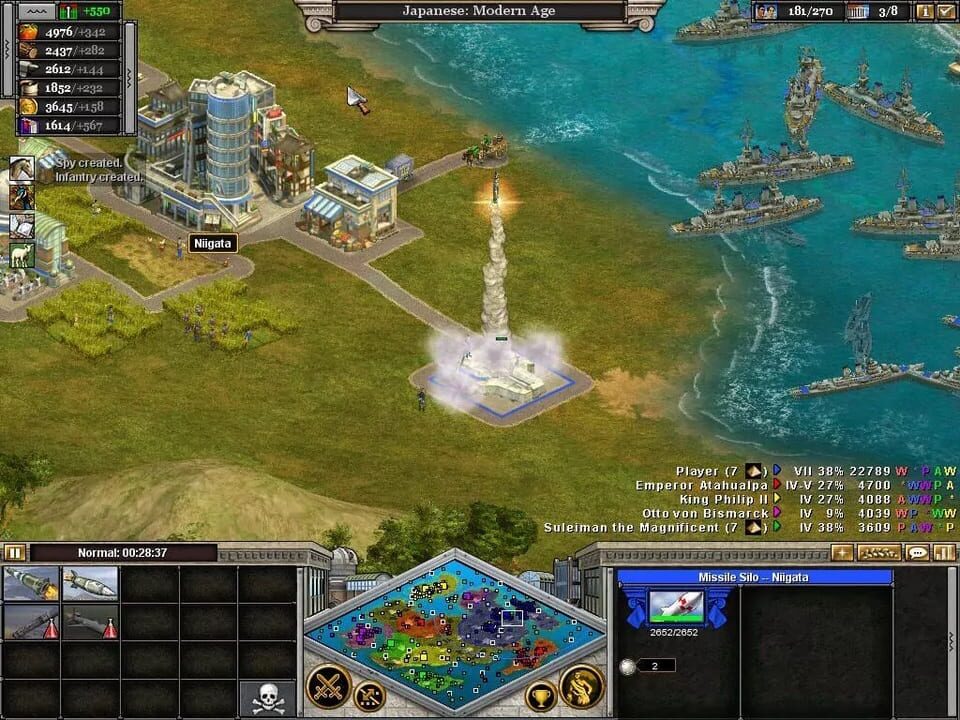 +550
Japanese: Modern Age
181/270
3/8
4976/+342
2437/+282
2612/+144
1852/+232
3645/+158
1614/+567
Spy created.
Infantry created.
Niigata
Player (7 ) VII 38% 22789 W * P A W
Emperor Atahualpa IV-V 27% 4700 * W W P A
King Philip II IV 27% 4088 A W W P *
Otto von Bismarck IV 9% 4039 W P * W W
Suleiman the Magnificent (7 ) IV 38% 3609 P A W * P
Normal: 00:28:37
Missile Silo -- Niigata
2652/2652
2